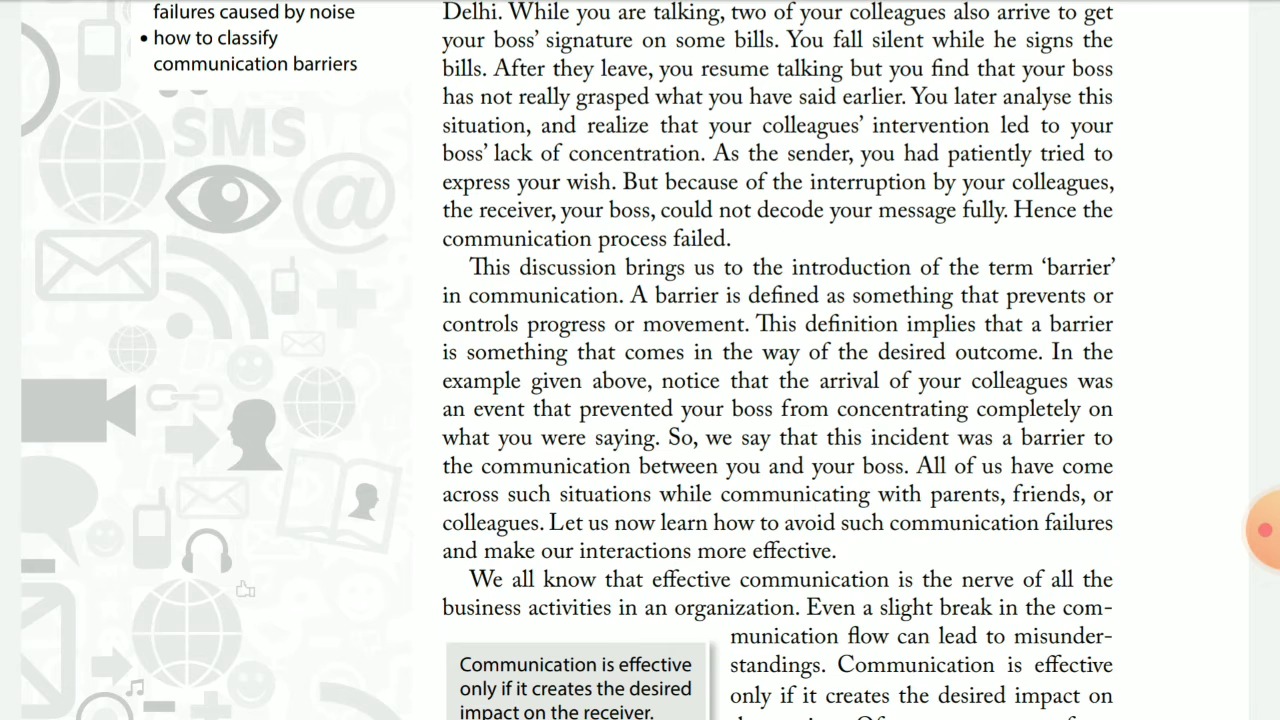 failures caused by noise
• how to classify
communication barriers
SMS
@
Delhi. While you are talking, two of your colleagues also arrive to get
your boss’ signature on some bills. You fall silent while he signs the
bills. After they leave, you resume talking but you find that your boss
has not really grasped what you have said earlier. You later analyse this
situation, and realize that your colleagues’ intervention led to your
boss’ lack of concentration. As the sender, you had patiently tried to
express your wish. But because of the interruption by your colleagues,
the receiver, your boss, could not decode your message fully. Hence the
communication process failed.
This discussion brings us to the introduction of the term ‘barrier’
in communication. A barrier is defined as something that prevents or
controls progress or movement. This definition implies that a barrier
is something that comes in the way of the desired outcome. In the
example given above, notice that the arrival of your colleagues was
an event that prevented your boss from concentrating completely on
what you were saying. So, we say that this incident was a barrier to
the communication between you and your boss. All of us have come
across such situations while communicating with parents, friends, or
colleagues. Let us now learn how to avoid such communication failures
and make our interactions more effective.
We all know that effective communication is the nerve of all the
business activities in an organization. Even a slight break in the com-
munication flow can lead to misunder-
standings. Communication is effective
only if it creates the desired impact on
Communication is effective
only if it creates the desired
impact on the receiver.